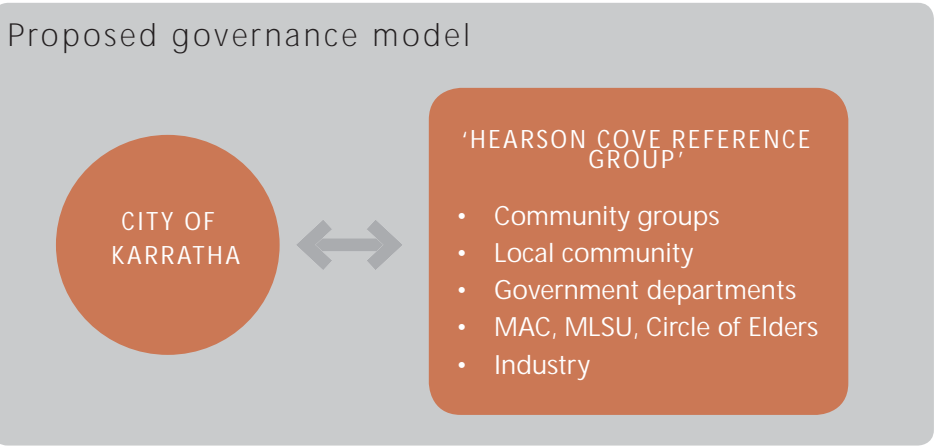 Proposed governance model
CITY OF
KARRATHA
‘HEARSON COVE REFERENCE
GROUP’
• Community groups
• Local community
• Government departments
• MAC, MLSU, Circle of Elders
• Industry